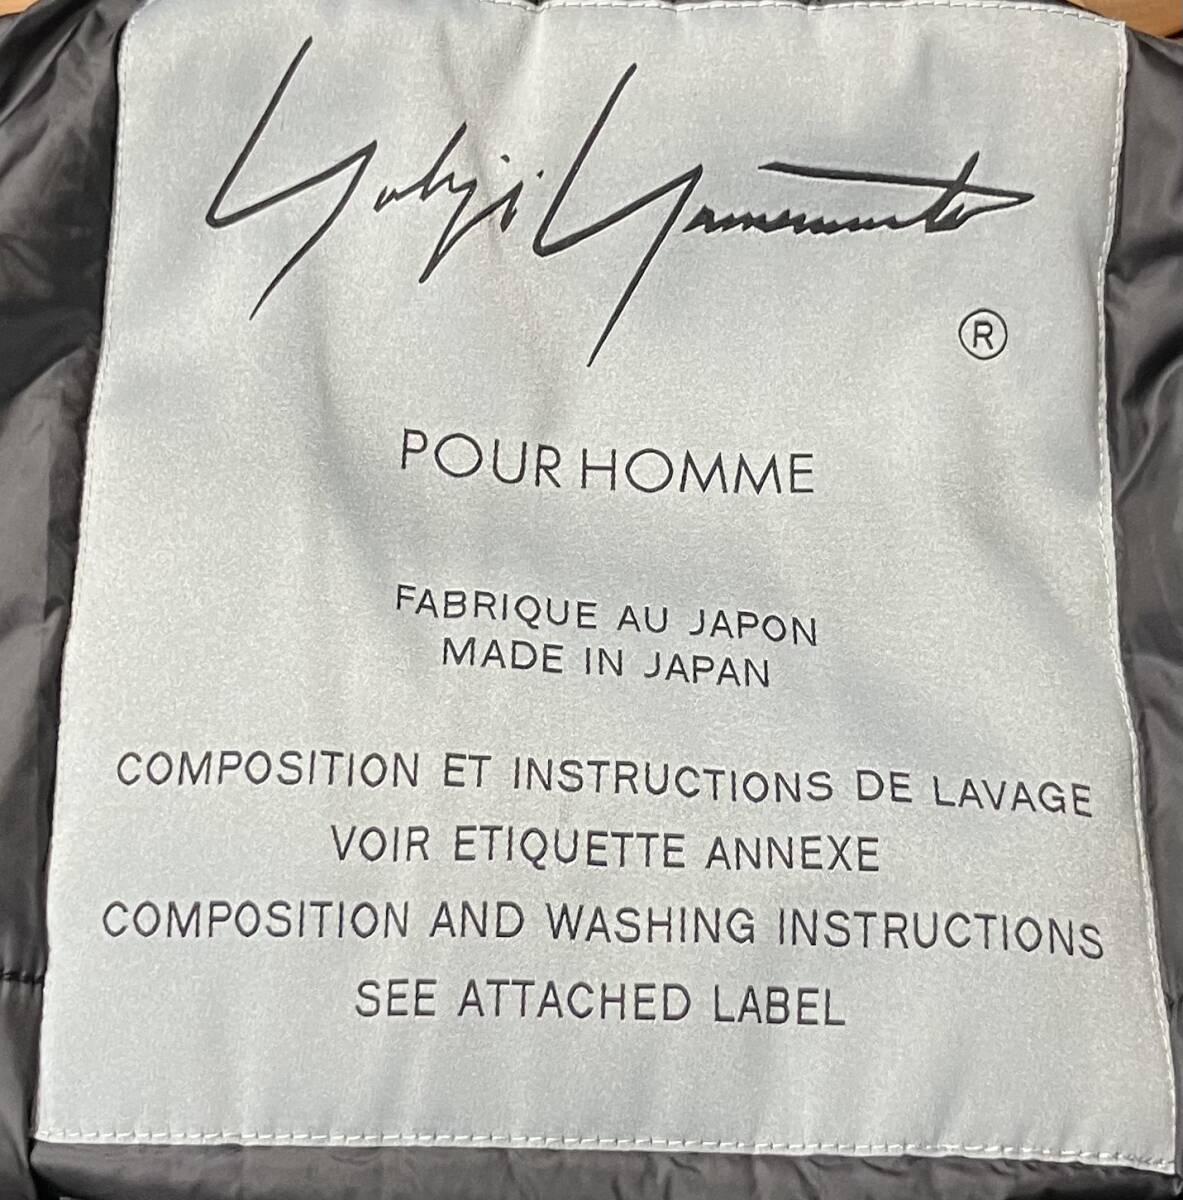 Yohji Yamamoto
®
POUR HOMME
FABRIQUE AU JAPON
MADE IN JAPAN
COMPOSITION ET INSTRUCTIONS DE LAVAGE
VOIR ETIQUETTE ANNEXE
COMPOSITION AND WASHING INSTRUCTIONS
SEE ATTACHED LABEL